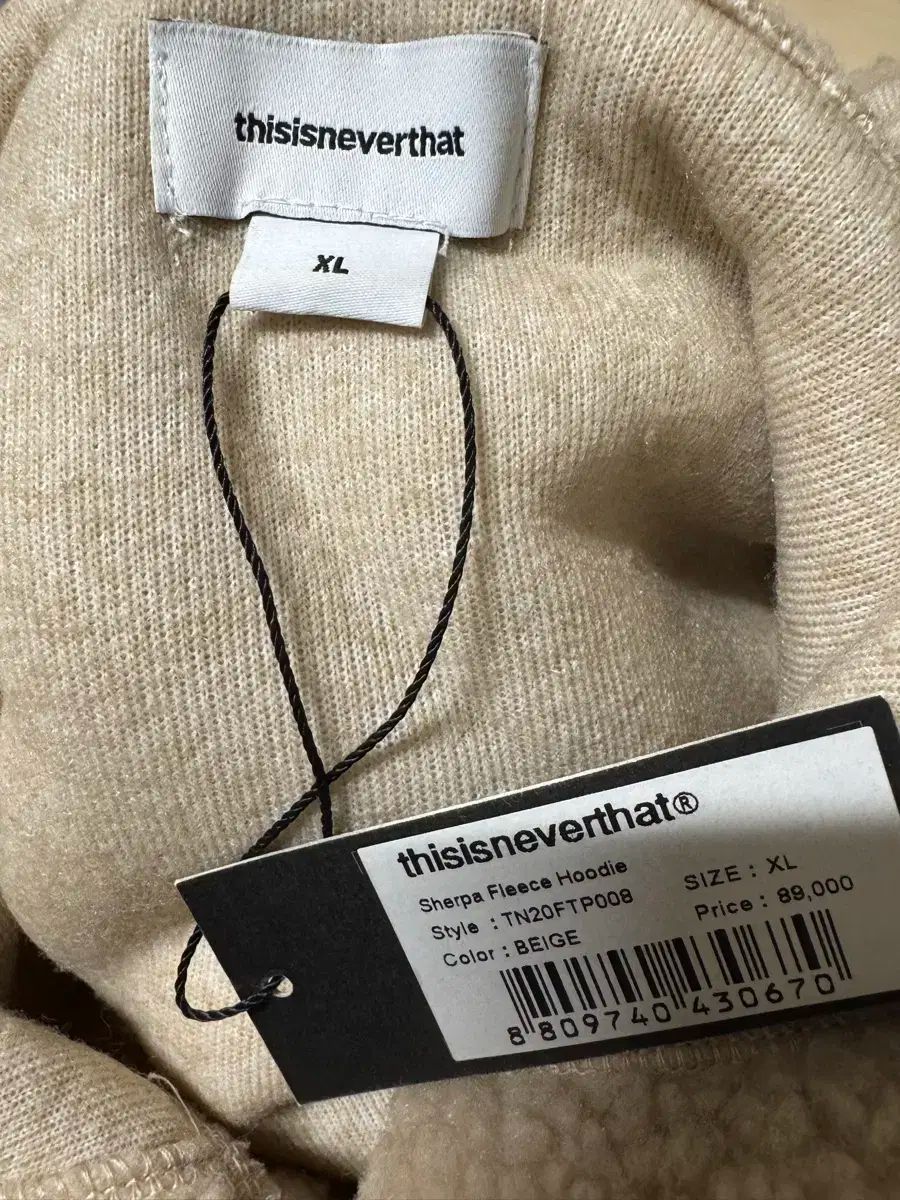 thisisneverthat
XL
thisisneverthat®
Sherpa Fleece Hoodie
Style : TN20FTP008
SIZE : XL
Color : BEIGE
Price : 89,000
8 809740 430670